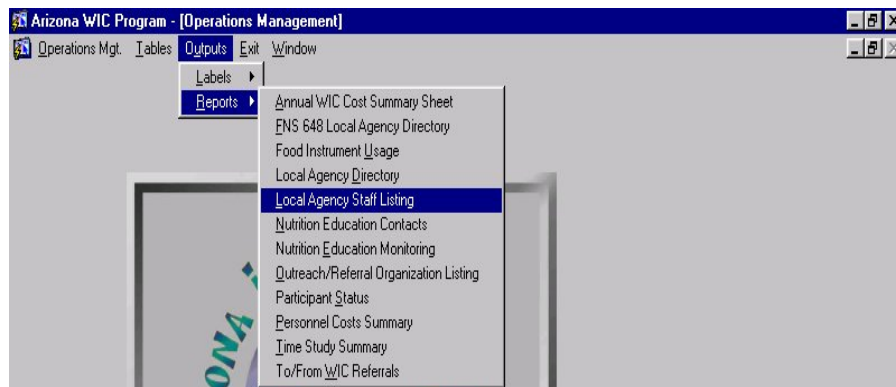 Arizona WIC Program - [Operations Management]
Operations Mgt. Tables Outputs Exit Window
Labels
Reports
Annual WIC Cost Summary Sheet
FNS 648 Local Agency Directory
Food Instrument Usage
Local Agency Directory
Local Agency Staff Listing
Nutrition Education Contacts
Nutrition Education Monitoring
Outreach/Referral Organization Listing
Participant Status
Personnel Costs Summary
Time Study Summary
To/From WIC Referrals
ONA